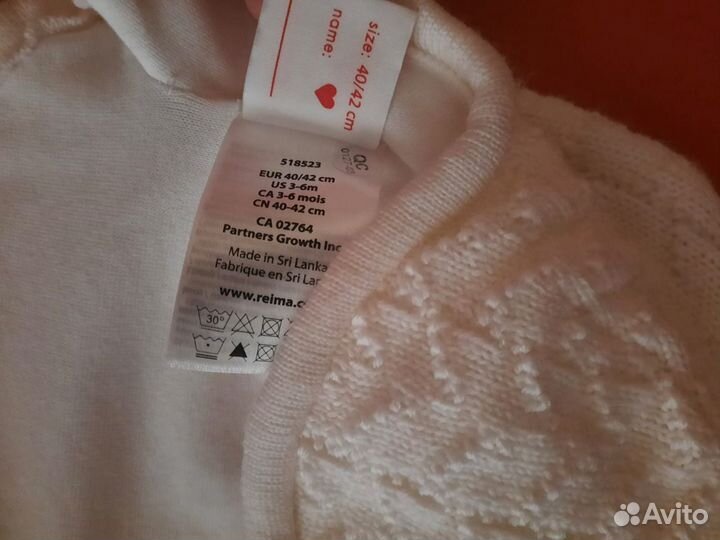 size: 40/42 cm
name:
QC
518523
EUR 40/42 cm
US 3-6m
CA 3-6 mois
CN 40-42 cm
CA 02764
Partners Growth Inc
Made in Sri Lanka
Fabrique en Sri
www.reima.
30°
Avito